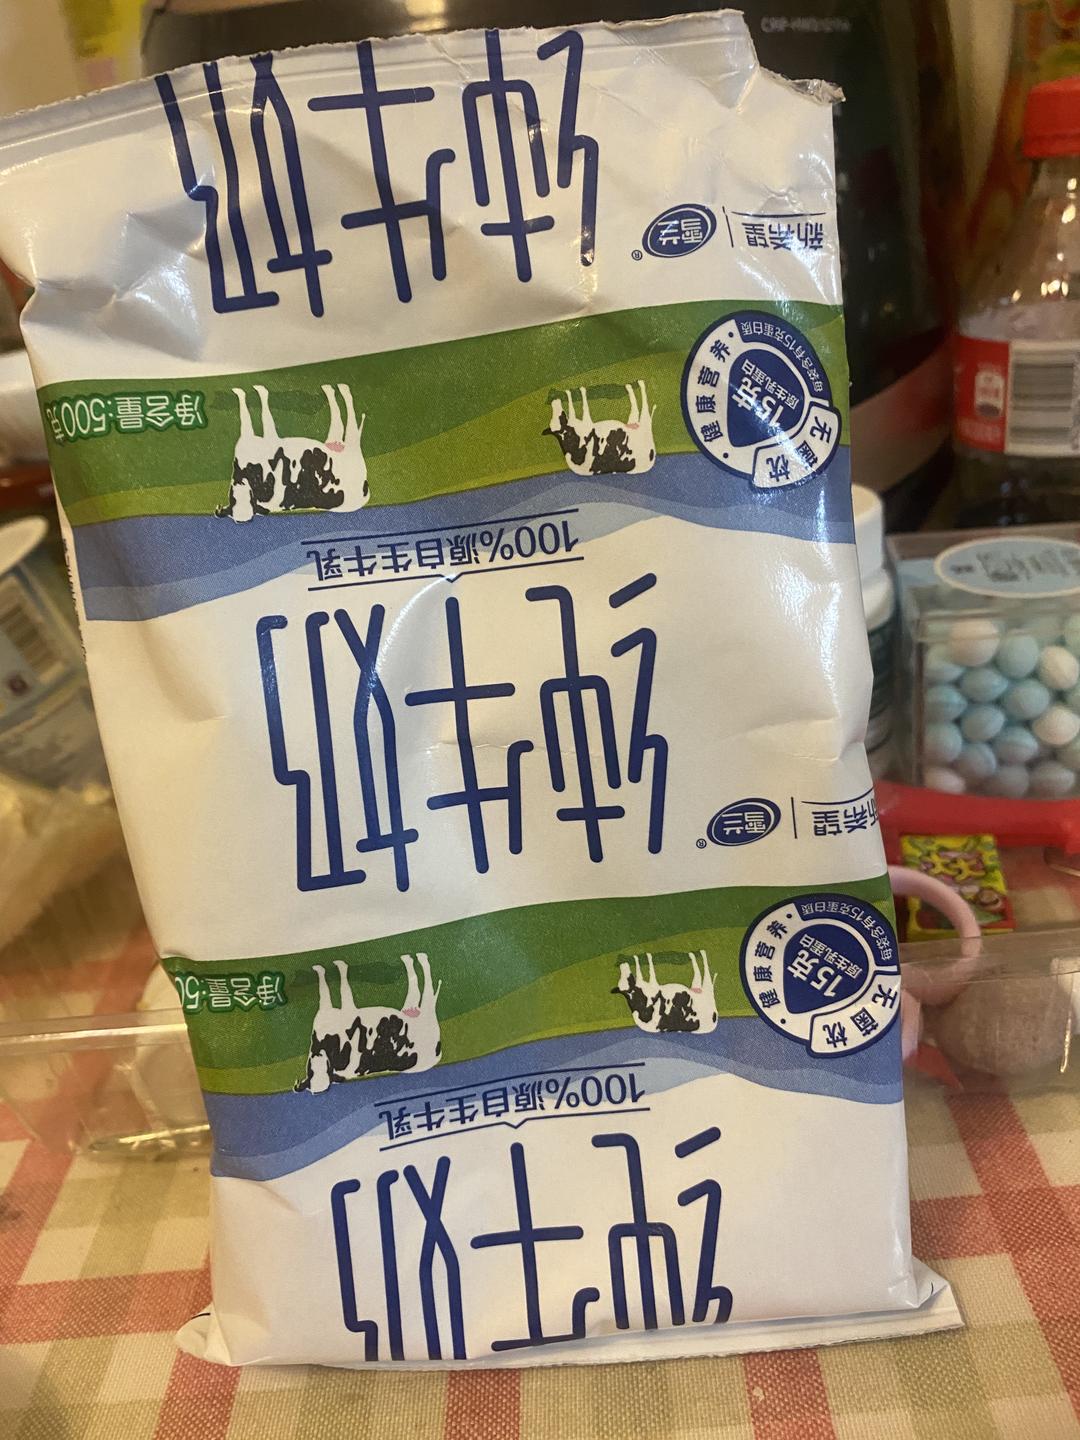 新希望
雪兰®
纯牛奶
净含量:500克
健康营养
每袋含有15克蛋白质
15克
原生乳蛋白
无菌枕
100%源自生牛乳
纯牛奶
新希望
雪兰®
净含量:50
健康营养
每袋含有15克蛋白质
15克
原生乳蛋白
无菌枕
100%源自生牛乳
纯牛